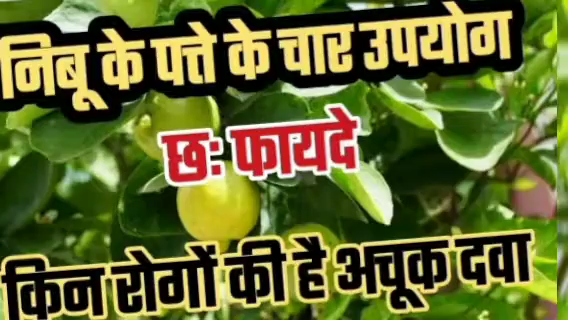 निबू के पत्ते के चार उपयोग
छः फायदे
किन रोगों की है अचूक दवा